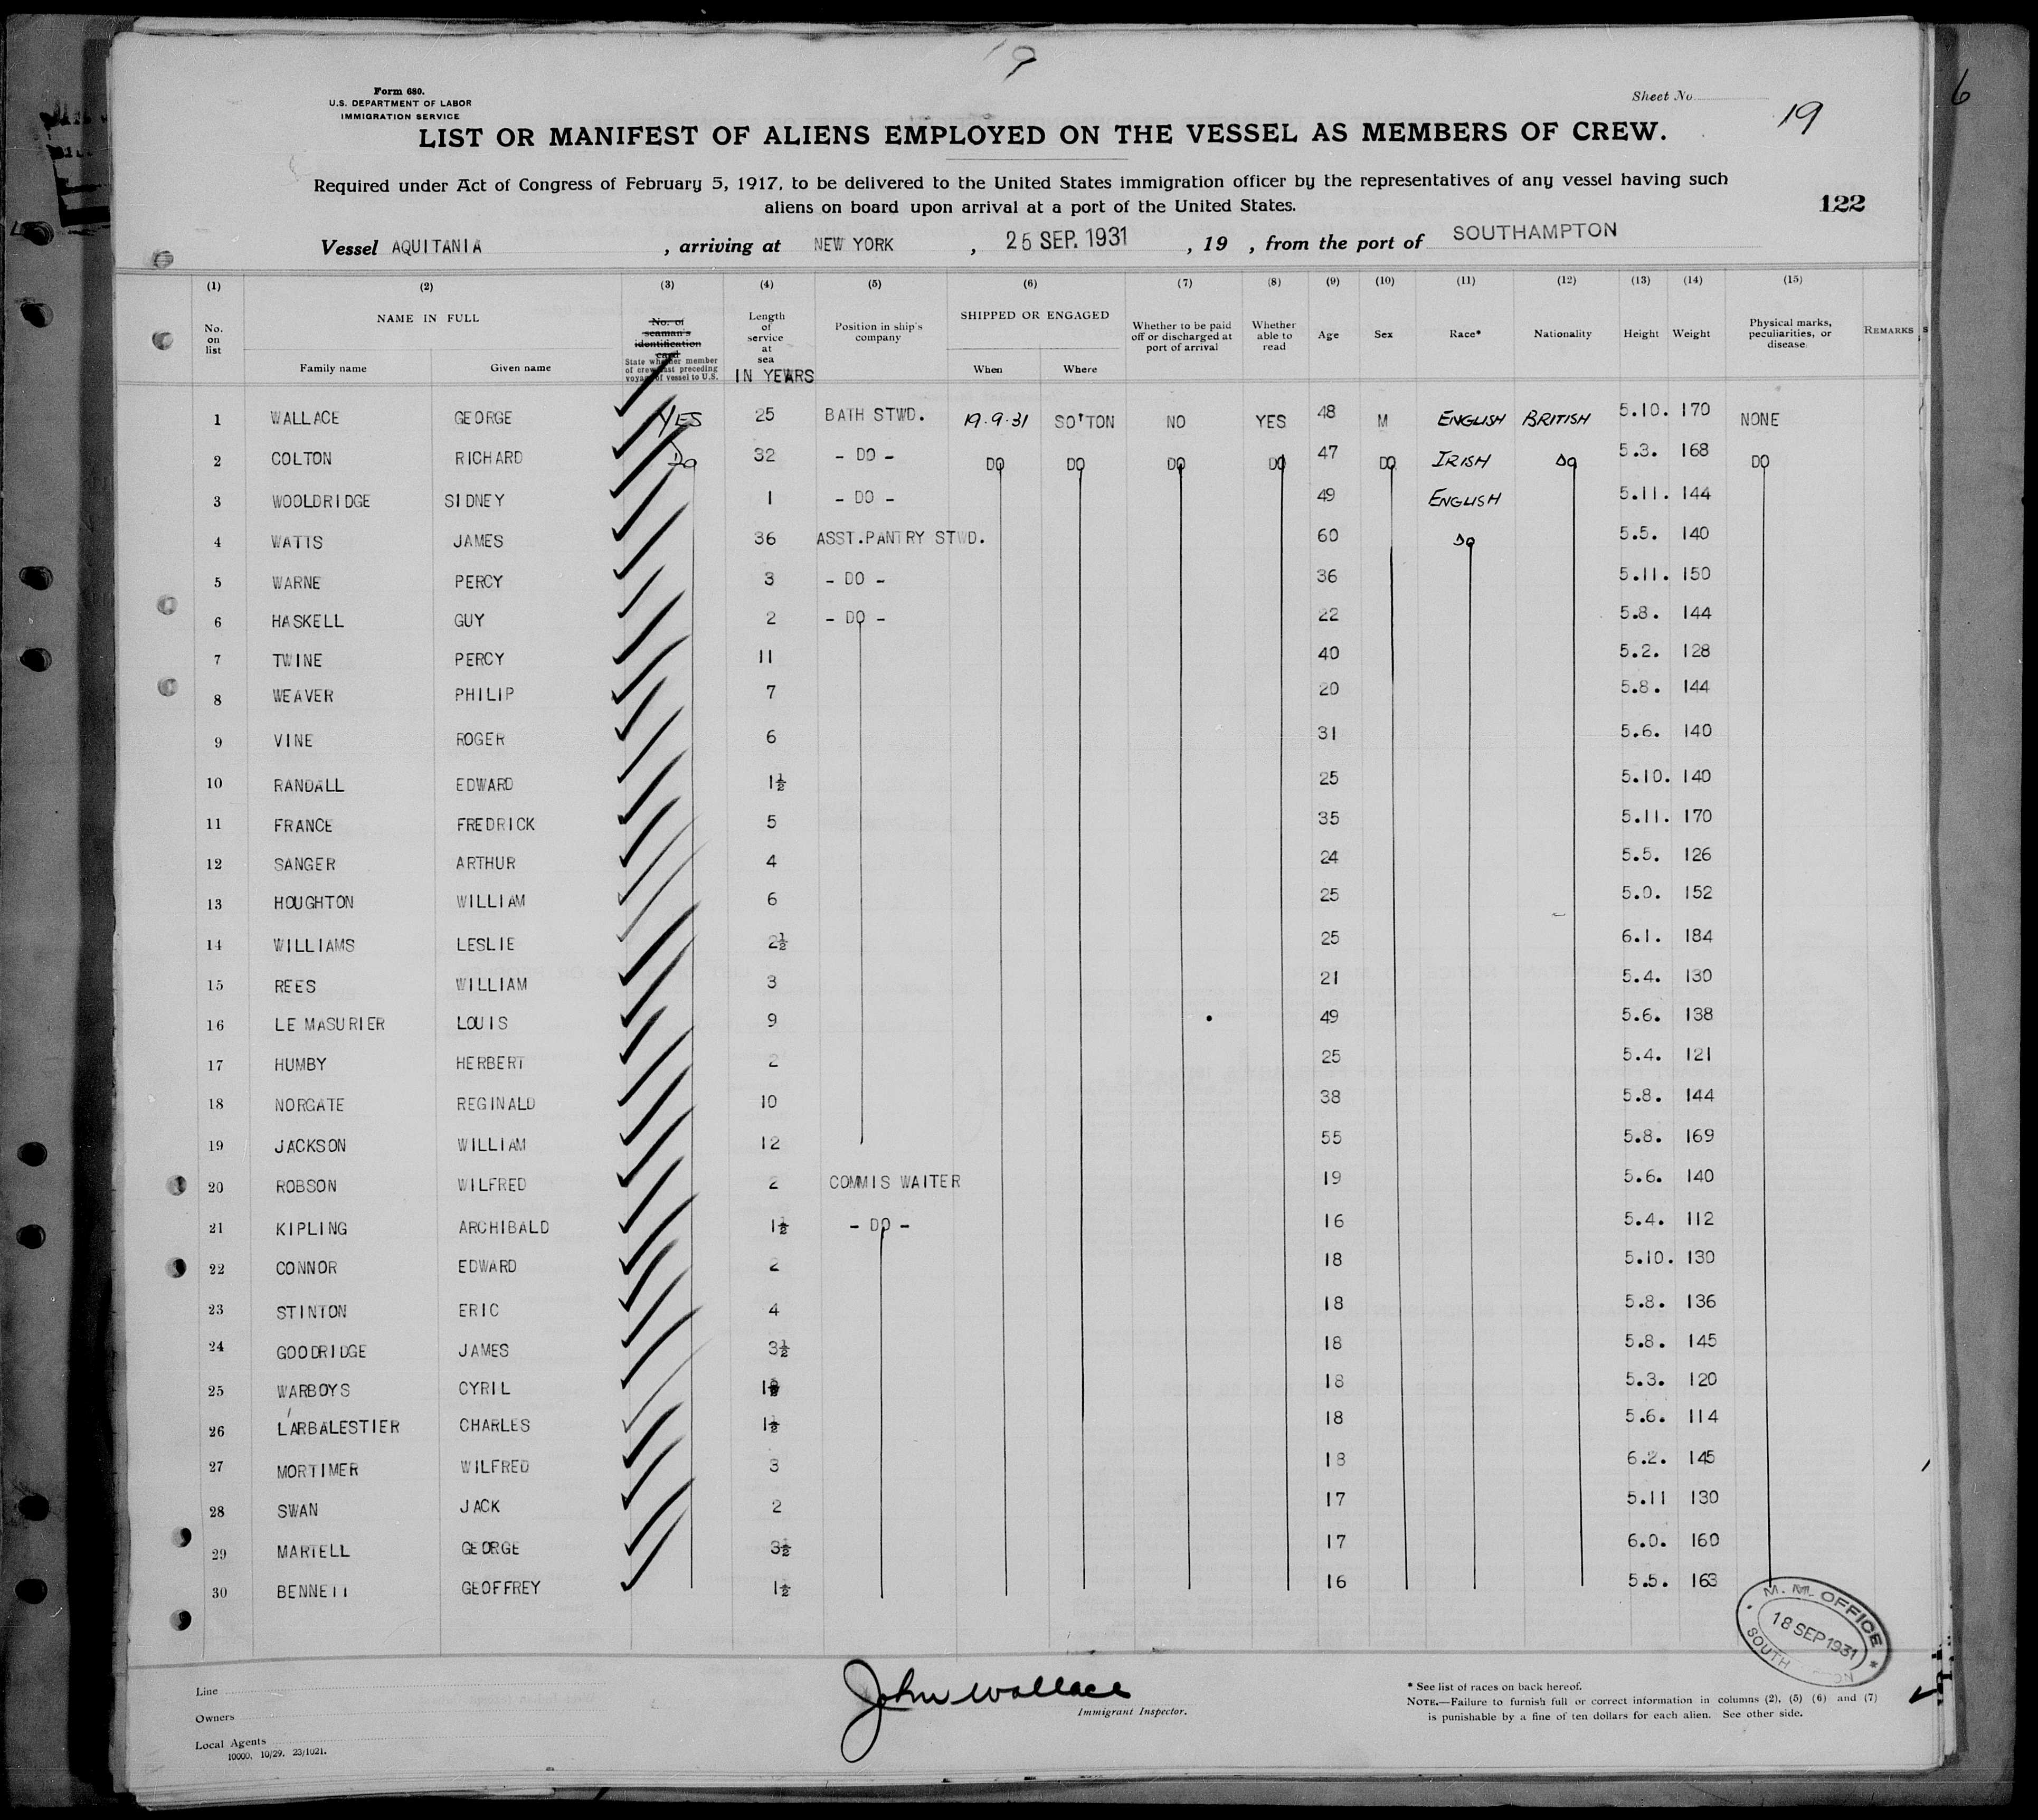 19
6
Form 680.
U.S. DEPARTMENT OF LABOR
IMMIGRATION SERVICE
Sheet No.
19
LIST OR MANIFEST OF ALIENS EMPLOYED ON THE VESSEL AS MEMBERS OF CREW.
Required under Act of Congress of February 5, 1917, to be delivered to the United States immigration officer by the representatives of any vessel having such
aliens on board upon arrival at a port of the United States.
122
Vessel AQUITANIA , arriving at NEW YORK , 25 SEP. 1931 , 19 , from the port of SOUTHAMPTON
(1) (2) (3) (4) (5) (6) (7) (8) (9) (10) (11) (12) (13) (14) (15)
No. on list
NAME IN FULL
Family name Given name
No. of seaman's identification card
State whether member of crew last preceding voyage of vessel to U.S.
Length of service at sea
IN YEARS
Position in ship's company
SHIPPED OR ENGAGED
When Where
Whether to be paid off or discharged at port of arrival
Whether able to read
Age Sex Race* Nationality Height Weight
Physical marks, peculiarities, or disease
REMARKS
1 WALLACE GEORGE YES 25 BATH STWD. 19.9.31 SO'TON NO YES 48 M ENGLISH BRITISH 5.10. 170 NONE
2 COLTON RICHARD Do 32 - DO - DO DO DO DO 47 DO IRISH Do 5.3. 168 DO
3 WOOLDRIDGE SIDNEY 1 - DO - 49 ENGLISH 5.11. 144
4 WATTS JAMES 36 ASST.PANTRY STWD. 60 Do 5.5. 140
5 WARNE PERCY 3 - DO - 36 5.11. 150
6 HASKELL GUY 2 - DO - 22 5.8. 144
7 TWINE PERCY 11 40 5.2. 128
8 WEAVER PHILIP 7 20 5.8. 144
9 VINE ROGER 6 31 5.6. 140
10 RANDALL EDWARD 1½ 25 5.10. 140
11 FRANCE FREDRICK 5 35 5.11. 170
12 SANGER ARTHUR 4 24 5.5. 126
13 HOUGHTON WILLIAM 6 25 5.0. 152
14 WILLIAMS LESLIE 2½ 25 6.1. 184
15 REES WILLIAM 3 21 5.4. 130
16 LE MASURIER LOUIS 9 49 5.6. 138
17 HUMBY HERBERT 2 25 5.4. 121
18 NORGATE REGINALD 10 38 5.8. 144
19 JACKSON WILLIAM 12 55 5.8. 169
20 ROBSON WILFRED 2 COMMIS WAITER 19 5.6. 140
21 KIPLING ARCHIBALD 1½ - DO - 16 5.4. 112
22 CONNOR EDWARD 2 18 5.10. 130
23 STINTON ERIC 4 18 5.8. 136
24 GOODRIDGE JAMES 3½ 18 5.8. 145
25 WARBOYS CYRIL 18 5.3. 120
26 L'ARBALESTIER CHARLES 1½ 18 5.6. 114
27 MORTIMER WILFRED 3 18 6.2. 145
28 SWAN JACK 2 17 5.11 130
29 MARTELL GEORGE 3½ 17 6.0. 160
30 BENNETT GEOFFREY 1½ 16 5.5. 163
M. M. OFFICE
18 SEP 1931
Line
Owners
Local Agents
10000, 10/29. 23/1021.
John Wallace
Immigrant Inspector.
* See list of races on back hereof.
NOTE.—Failure to furnish full or correct information in columns (2), (5) (6) and (7)
is punishable by a fine of ten dollars for each alien. See other side.